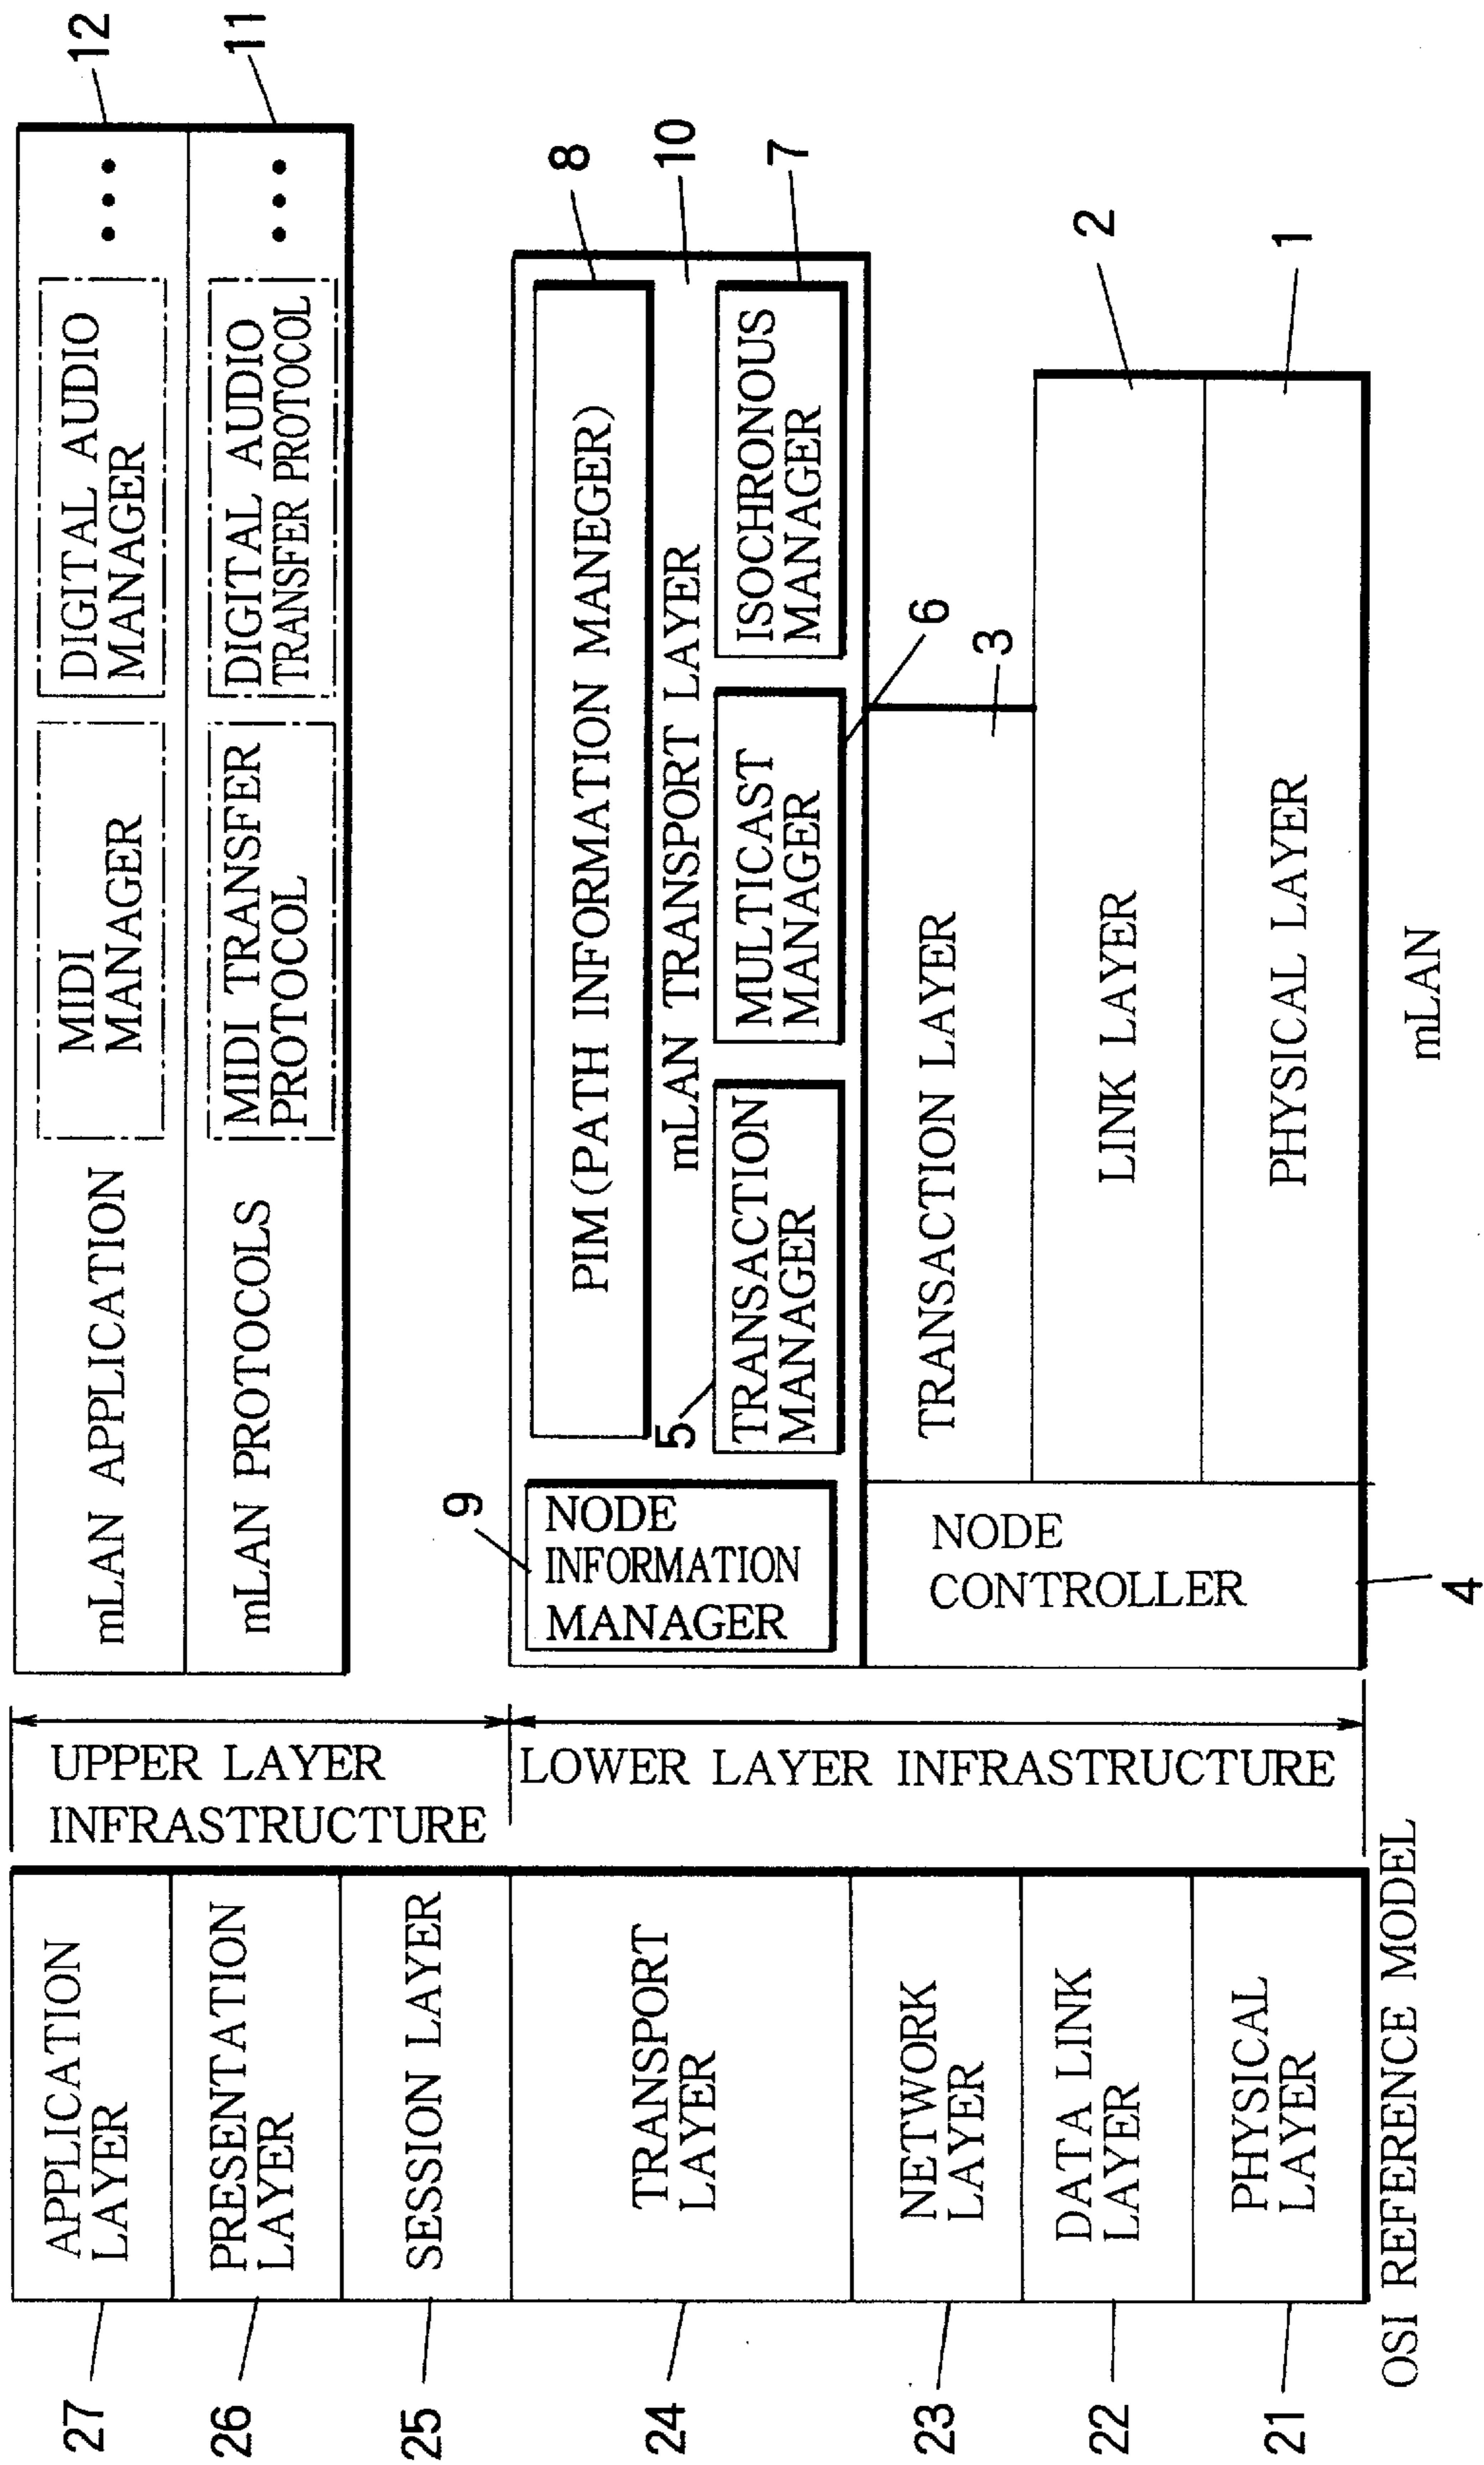 27
APPLICATION
LAYER
26
PRESENTATION
LAYER
25
SESSION LAYER
24
TRANSPORT
LAYER
23
NETWORK
LAYER
22
DATA LINK
LAYER
21
PHYSICAL
LAYER
OSI REFERENCE MODEL
UPPER LAYER
INFRASTRUCTURE
LOWER LAYER INFRASTRUCTURE
mLAN APPLICATION
MIDI
MANAGER
DIGITAL AUDIO
MANAGER
•••
12
mLAN PROTOCOLS
MIDI TRANSFER
PROTOCOL
DIGITAL AUDIO
TRANSFER PROTOCOL
•••
11
9
NODE
INFORMATION
MANAGER
PIM(PATH INFORMATION MANEGER)
8
mLAN TRANSPORT LAYER
10
5
TRANSACTION
MANAGER
MULTICAST
MANAGER
6
ISOCHRONOUS
MANAGER
7
NODE
CONTROLLER
4
TRANSACTION LAYER
3
LINK LAYER
2
PHYSICAL LAYER
1
mLAN